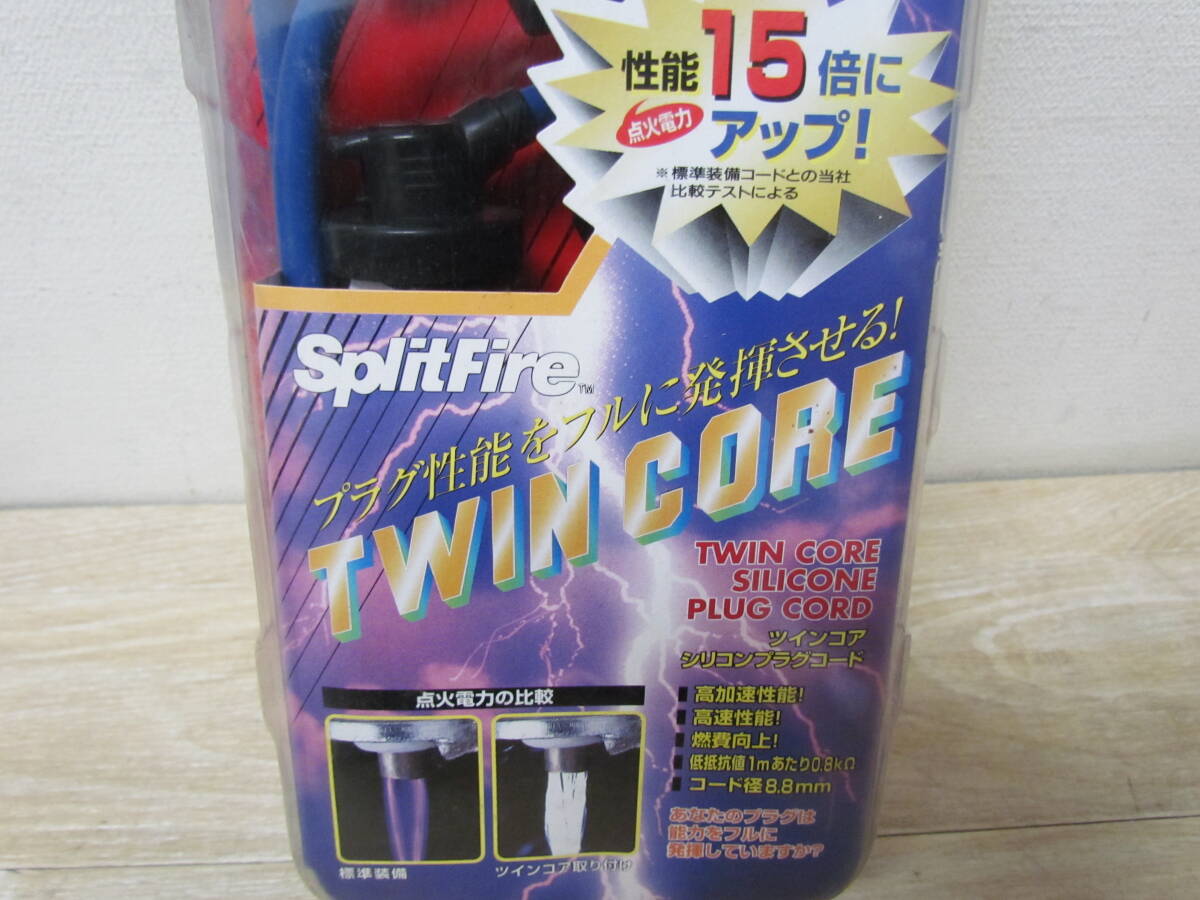 性能15倍に
点火電力
アップ!
※標準装備コードとの当社
比較テストによる
SplitFire™
プラグ性能をフルに発揮させる!
TWIN CORE
TWIN CORE
SILICONE
PLUG CORD
ツインコア
シリコンプラグコード
点火電力の比較
標準装備
ツインコア取り付け
■高加速性能!
■高速性能!
■燃費向上!
■低抵抗値1mあたり0.8kΩ
■コード径8.8mm
あなたのプラグは
能力をフルに
発揮していますか?